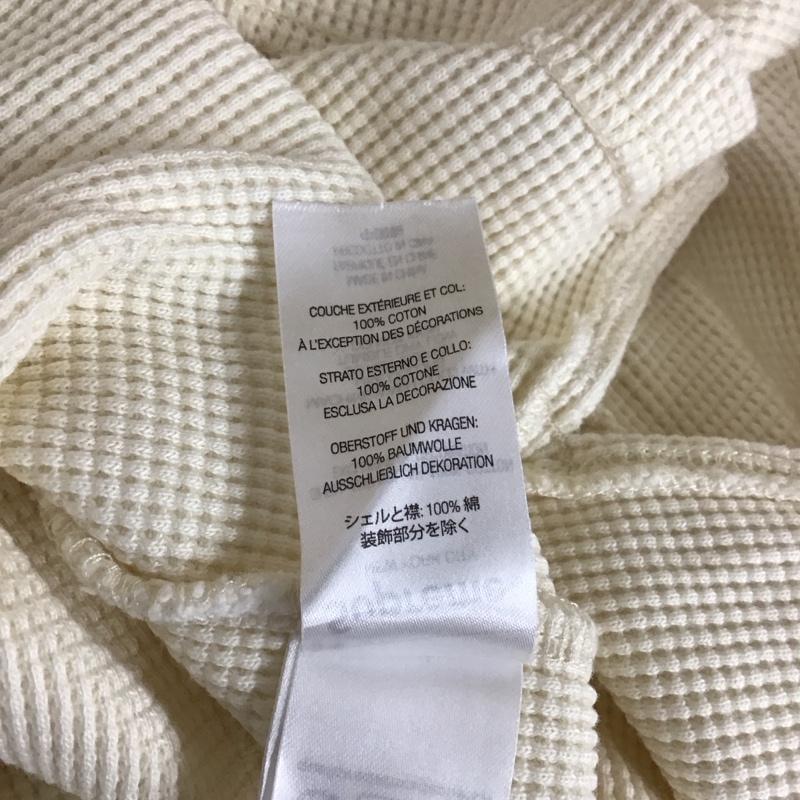 COUCHE EXTÉRIEURE ET COL:
100% COTON
À L'EXCEPTION DES DÉCORATIONS
STRATO ESTERNO E COLLO:
100% COTONE
ESCLUSA LA DECORAZIONE
OBERSTOFF UND KRAGEN:
100% BAUMWOLLE
AUSSCHLIEẞLICH DEKORATION
シェルと襟: 100% 綿
装飾部分を除く